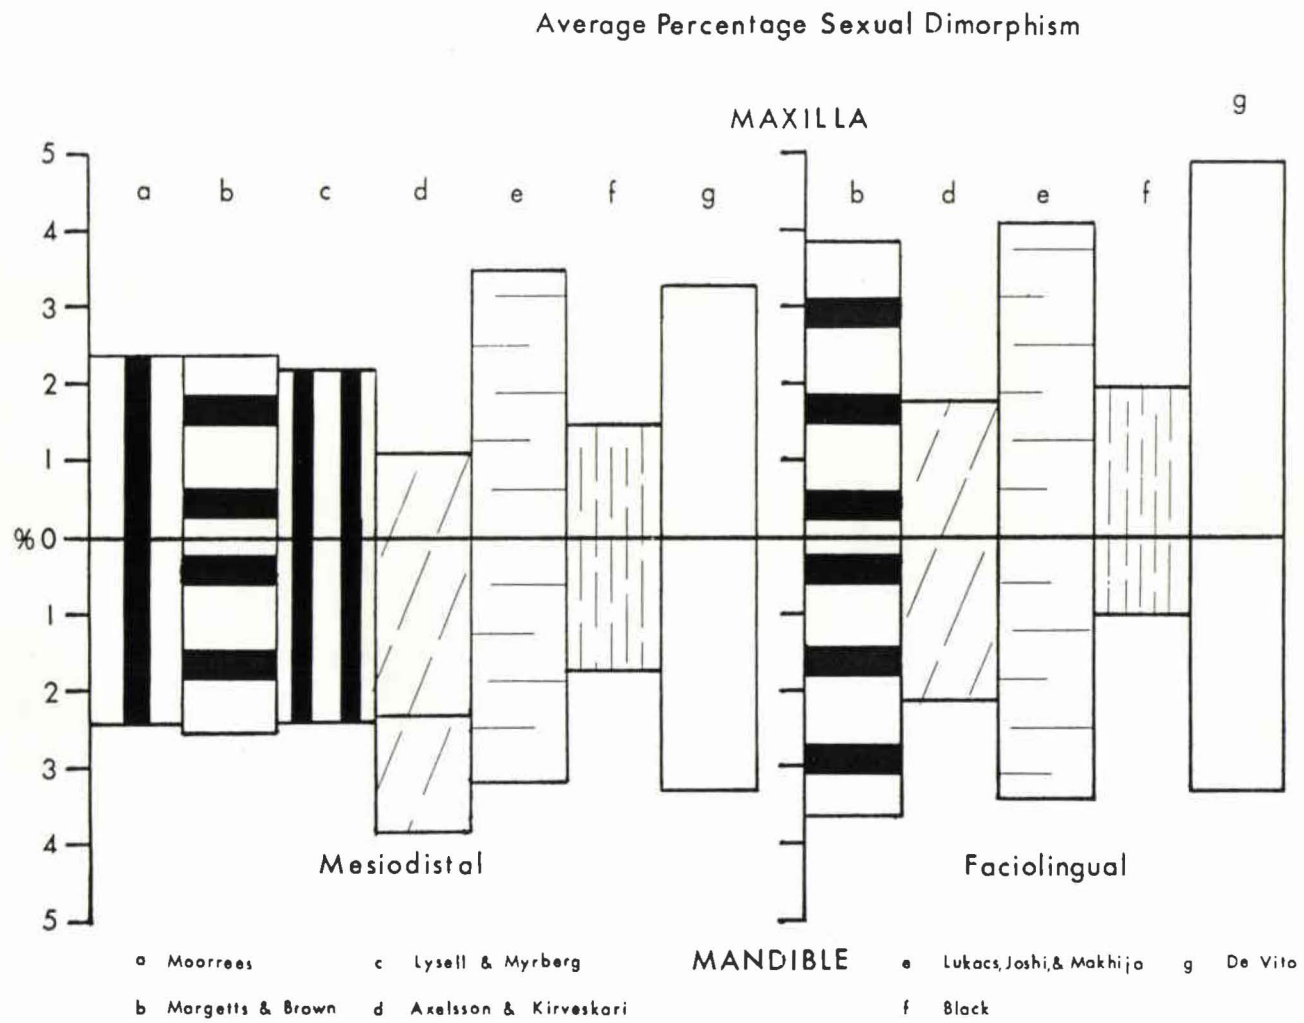 Average Percentage Sexual Dimorphism
MAXILLA
g
5
a b c d e f g
b d e f
4
3
2
1
% 0
1
2
3
4
5
Mesiodistal
Faciolingual
MANDIBLE
a Moorrees
c Lysell & Myrberg
e Lukacs, Joshi, & Makhija
g De Vito
b Margetts & Brown
d Axelsson & Kirveskari
f Black